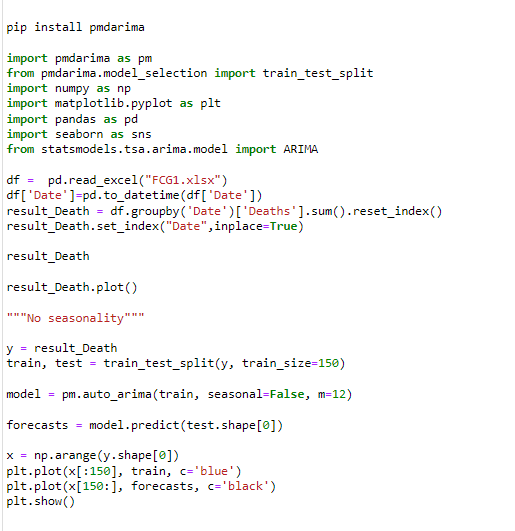 pip install pmdarima
import pmdarima as pm
from pmdarima.model_selection import train_test_split
import numpy as np
import matplotlib.pyplot as plt
import pandas as pd
import seaborn as sns
from statsmodels.tsa.arima.model import ARIMA
df =  pd.read_excel("FCG1.xlsx")
df['Date']=pd.to_datetime(df['Date'])
result_Death = df.groupby('Date')['Deaths'].sum().reset_index()
result_Death.set_index("Date",inplace=True)
result_Death
result_Death.plot()
"""No seasonality"""
y = result_Death
train, test = train_test_split(y, train_size=150)
model = pm.auto_arima(train, seasonal=False, m=12)
forecasts = model.predict(test.shape[0])
x = np.arange(y.shape[0])
plt.plot(x[:150], train, c='blue')
plt.plot(x[150:], forecasts, c='black')
plt.show()